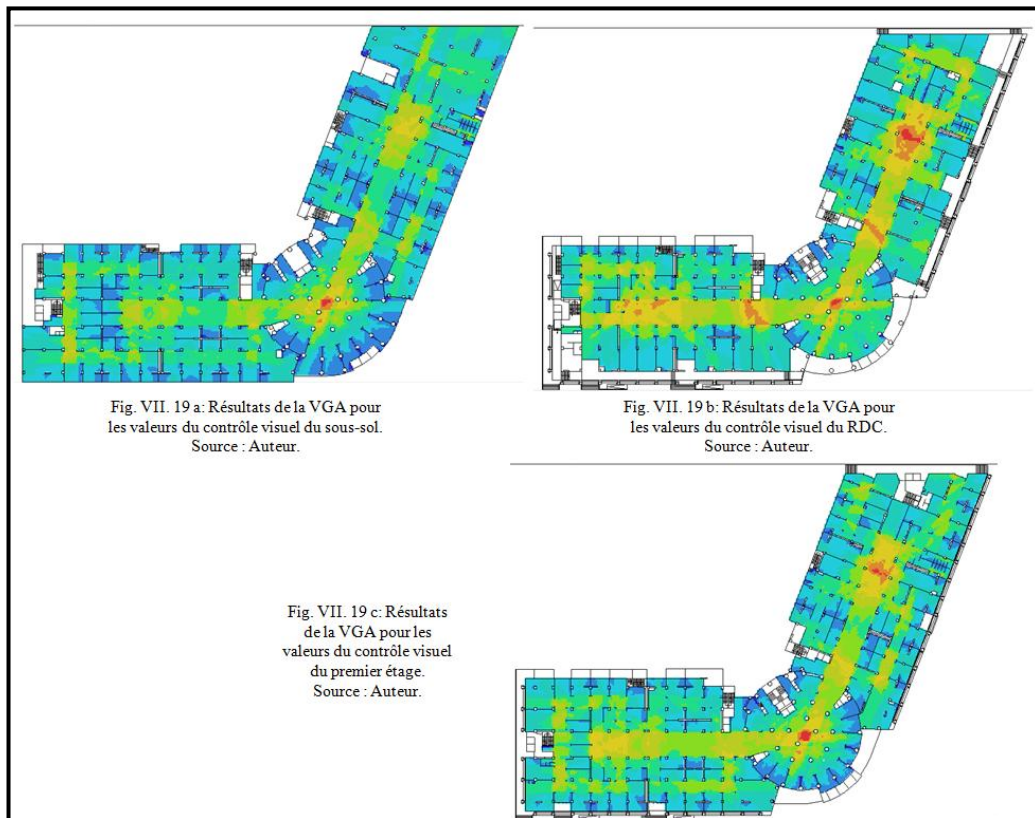 Fig. VII. 19 a: Résultats de la VGA pour
les valeurs du contrôle visuel du sous-sol.
Source : Auteur.
Fig. VII. 19 b: Résultats de la VGA pour
les valeurs du contrôle visuel du RDC.
Source : Auteur.
Fig. VII. 19 c: Résultats
de la VGA pour les
valeurs du contrôle visuel
du premier étage.
Source : Auteur.